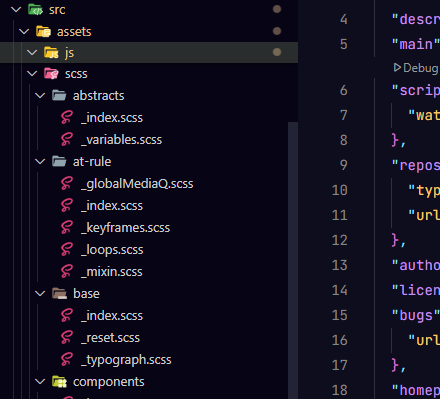 src
assets
js
scss
abstracts
_index.scss
_variables.scss
at-rule
_globalMediaQ.scss
_index.scss
_keyframes.scss
_loops.scss
_mixin.scss
base
_index.scss
_reset.scss
_typograph.scss
components
4 "descr
5 "main"
Debug
6 "scrip
7 "wat
8 },
9 "repos
10 "typ
11 "url
12 },
13 "autho
14 "licen
15 "bugs"
16 "url
17 },
18 "homep